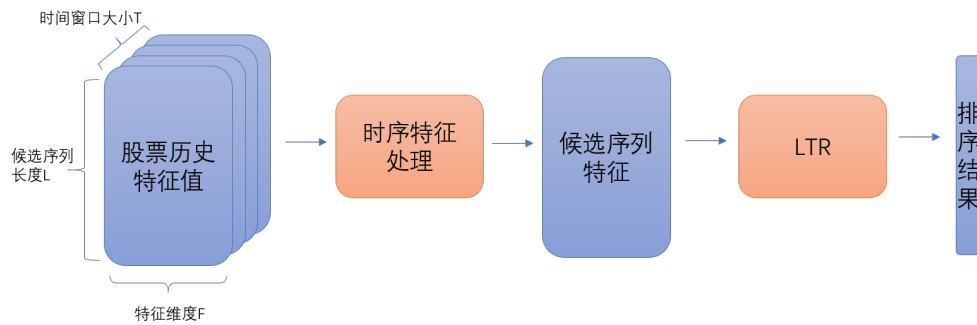 时间窗口大小T
候选序列
长度L
股票历史
特征值
特征维度F
时序特征
处理
候选序列
特征
LTR
排
序
结
果